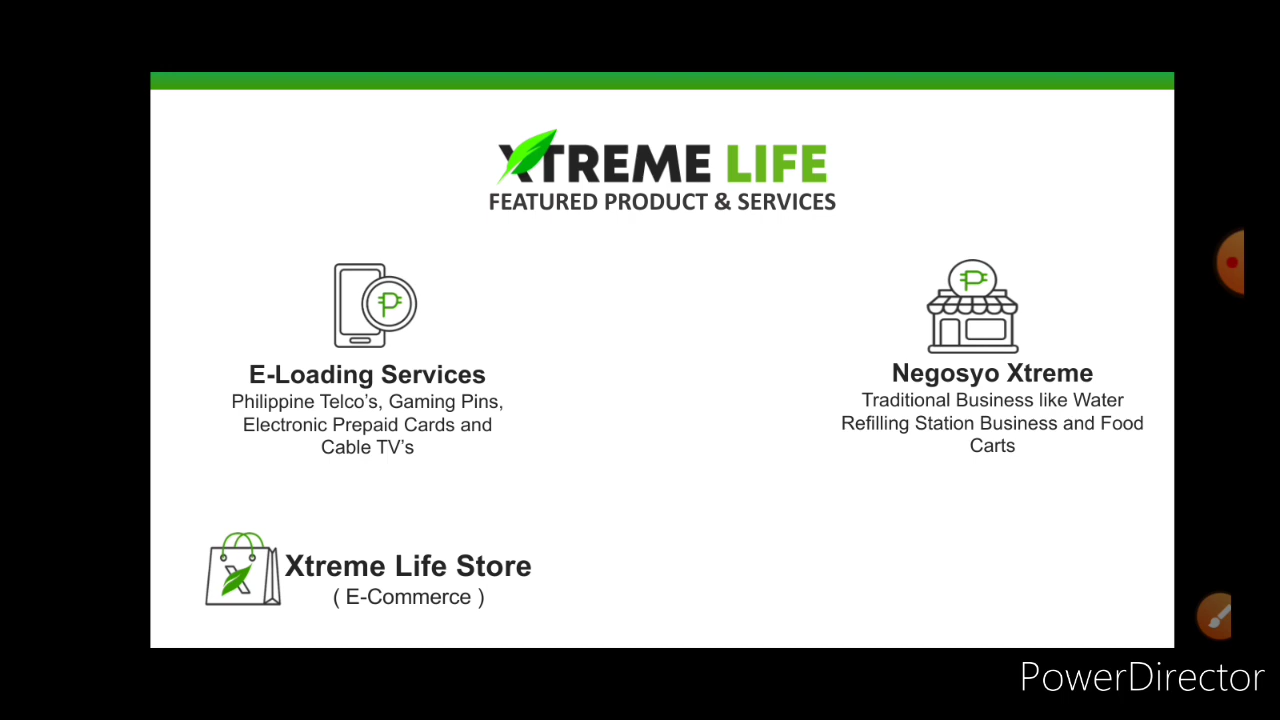 XTREME LIFE
FEATURED PRODUCT & SERVICES
E-Loading Services
Philippine Telco's, Gaming Pins,
Electronic Prepaid Cards and
Cable TV's
Negosyo Xtreme
Traditional Business like Water
Refilling Station Business and Food
Carts
Xtreme Life Store
( E-Commerce )
PowerDirector